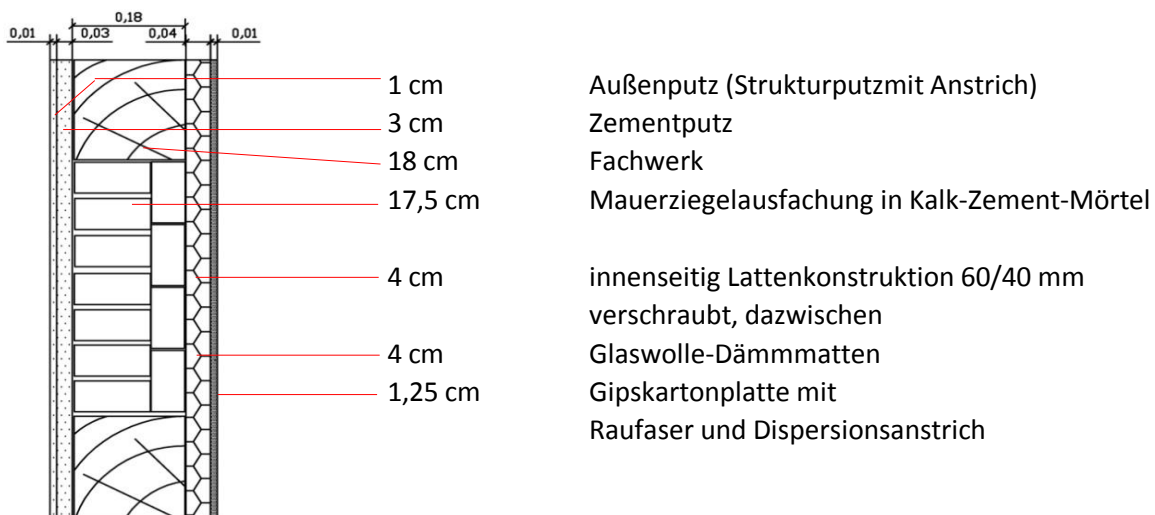 0,18
0,01 0,03 0,04 0,01
1 cm Außenputz (Strukturputzmit Anstrich)
3 cm Zementputz
18 cm Fachwerk
17,5 cm Mauerziegelausfachung in Kalk-Zement-Mörtel
4 cm innenseitig Lattenkonstruktion 60/40 mm
verschraubt, dazwischen
4 cm Glaswolle-Dämmmatten
1,25 cm Gipskartonplatte mit
Raufaser und Dispersionsanstrich